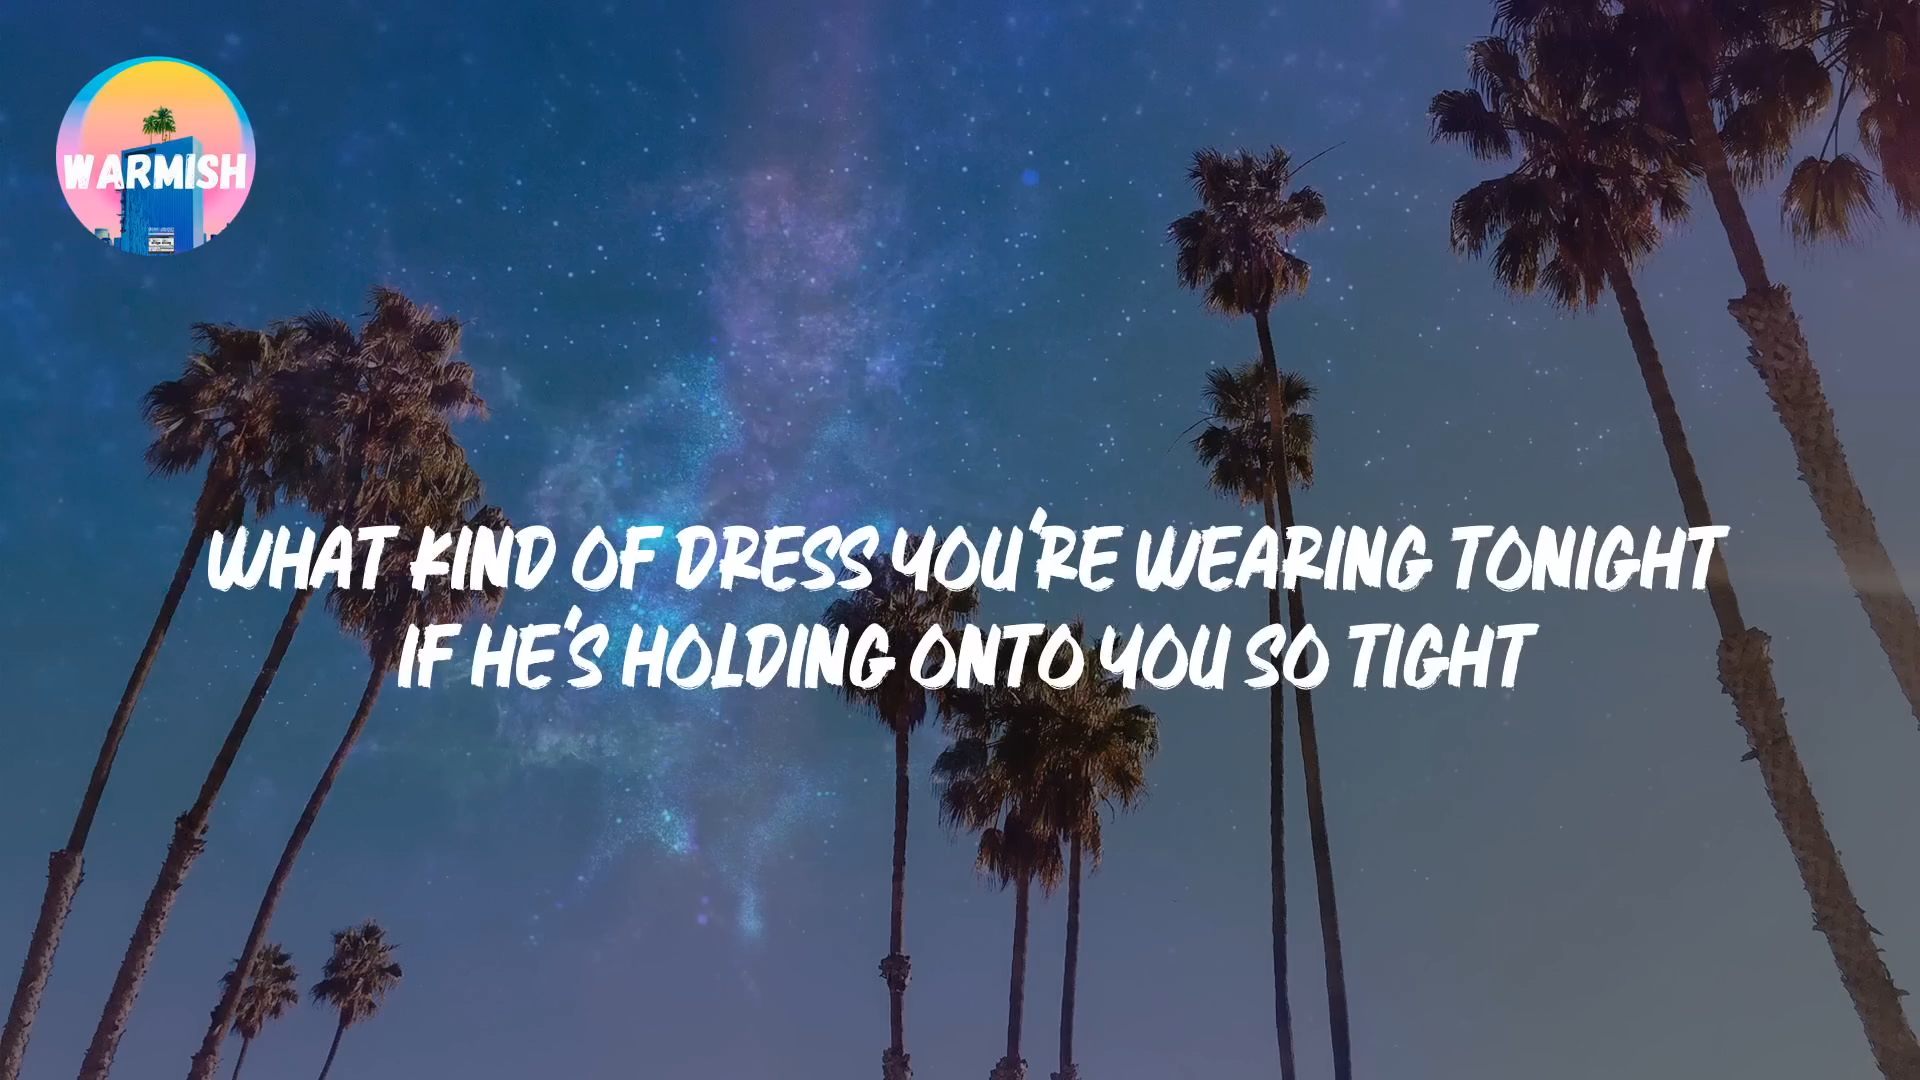 WARMISH
WHAT KIND OF DRESS YOU'RE WEARING TONIGHT
IF HE'S HOLDING ONTO YOU SO TIGHT